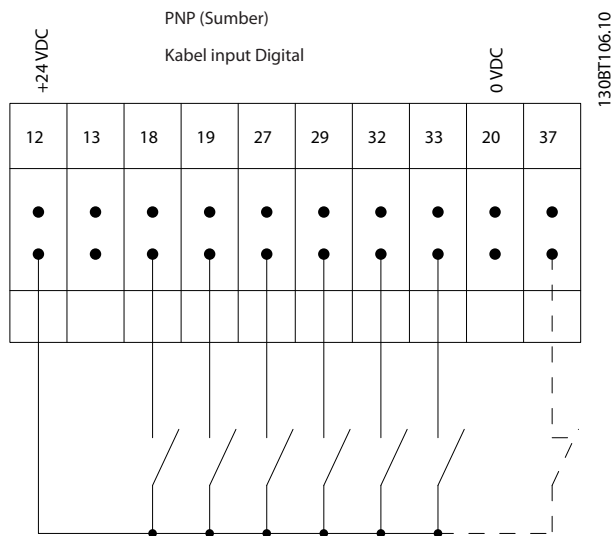 PNP (Sumber)
Kabel input Digital
+24 VDC
0 VDC
130BT106.10
12 13 18 19 27 29 32 33 20 37